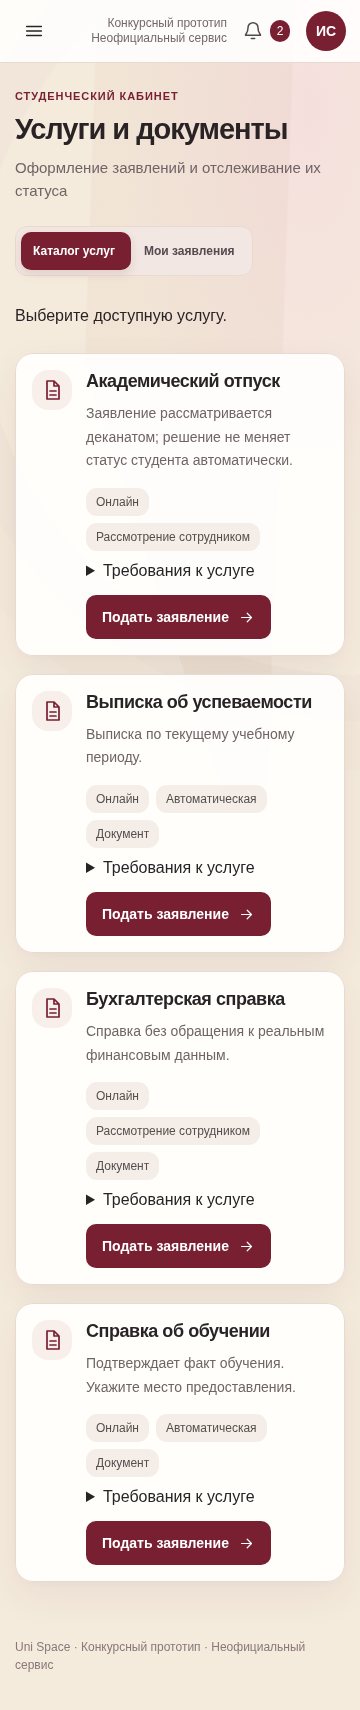 Конкурсный прототип
Неофициальный сервис
2
ИС
СТУДЕНЧЕСКИЙ КАБИНЕТ
Услуги и документы
Оформление заявлений и отслеживание их
статуса
Каталог услуг
Мои заявления
Выберите доступную услугу.
Академический отпуск
Заявление рассматривается
деканатом; решение не меняет
статус студента автоматически.
Онлайн
Рассмотрение сотрудником
Требования к услуге
Подать заявление
Выписка об успеваемости
Выписка по текущему учебному
периоду.
Онлайн
Автоматическая
Документ
Требования к услуге
Подать заявление
Бухгалтерская справка
Справка без обращения к реальным
финансовым данным.
Онлайн
Рассмотрение сотрудником
Документ
Требования к услуге
Подать заявление
Справка об обучении
Подтверждает факт обучения.
Укажите место предоставления.
Онлайн
Автоматическая
Документ
Требования к услуге
Подать заявление
Uni Space · Конкурсный прототип · Неофициальный
сервис